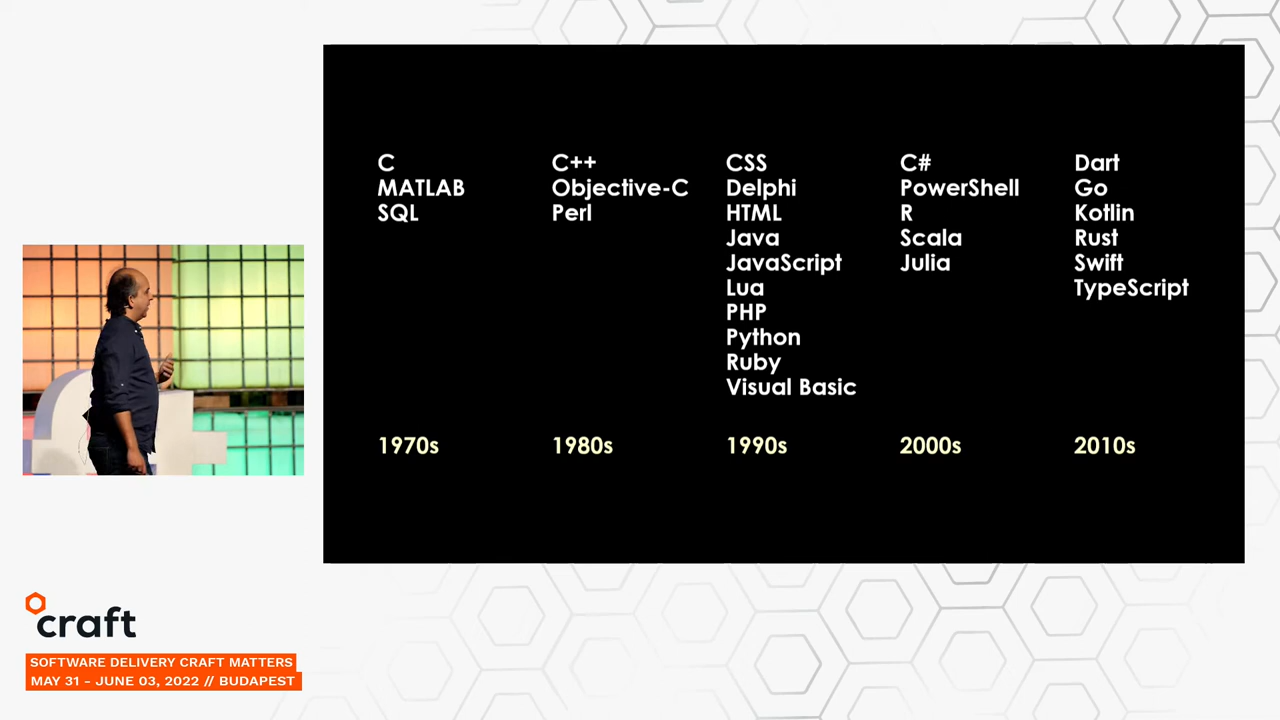 C
MATLAB
SQL
1970s
C++
Objective-C
Perl
1980s
CSS
Delphi
HTML
Java
JavaScript
Lua
PHP
Python
Ruby
Visual Basic
1990s
C#
PowerShell
R
Scala
Julia
2000s
Dart
Go
Kotlin
Rust
Swift
TypeScript
2010s
craft
SOFTWARE DELIVERY CRAFT MATTERS
MAY 31 - JUNE 03, 2022 // BUDAPEST